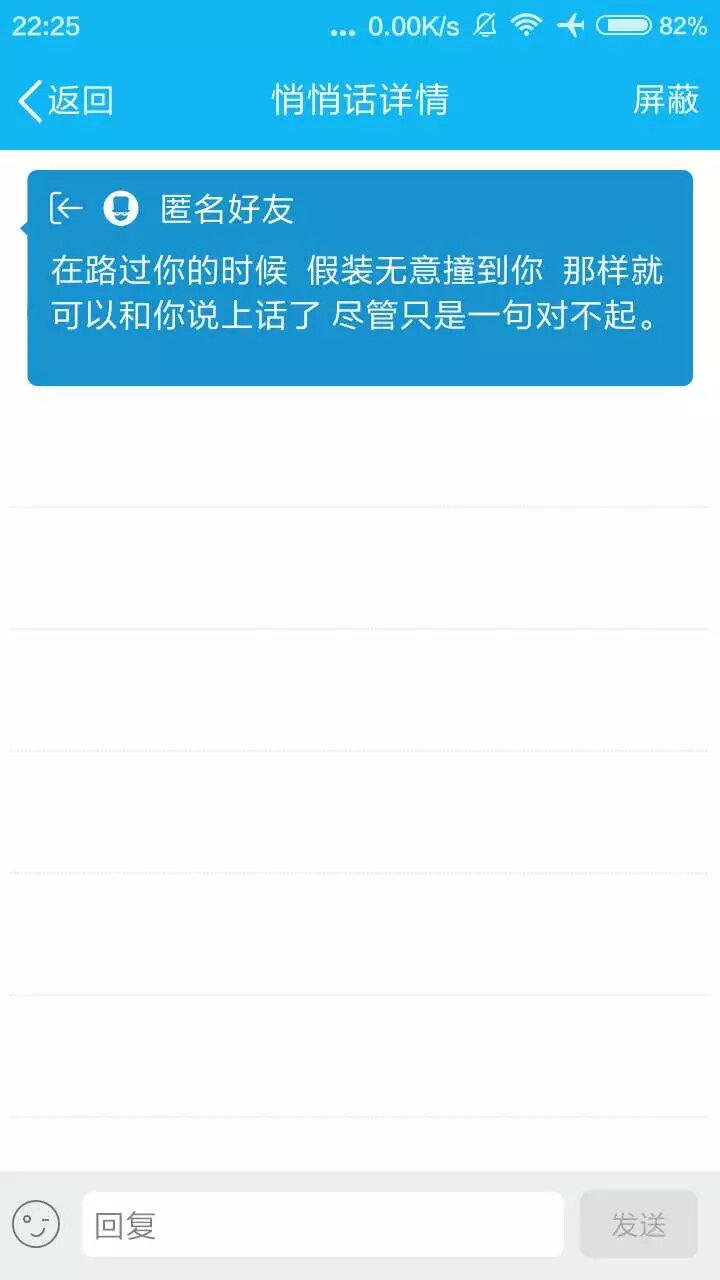 22:25 ... 0.00K/s 82%
返回 悄悄话详情 屏蔽
匿名好友
在路过你的时候 假装无意撞到你 那样就
可以和你说上话了 尽管只是一句对不起。
回复 发送